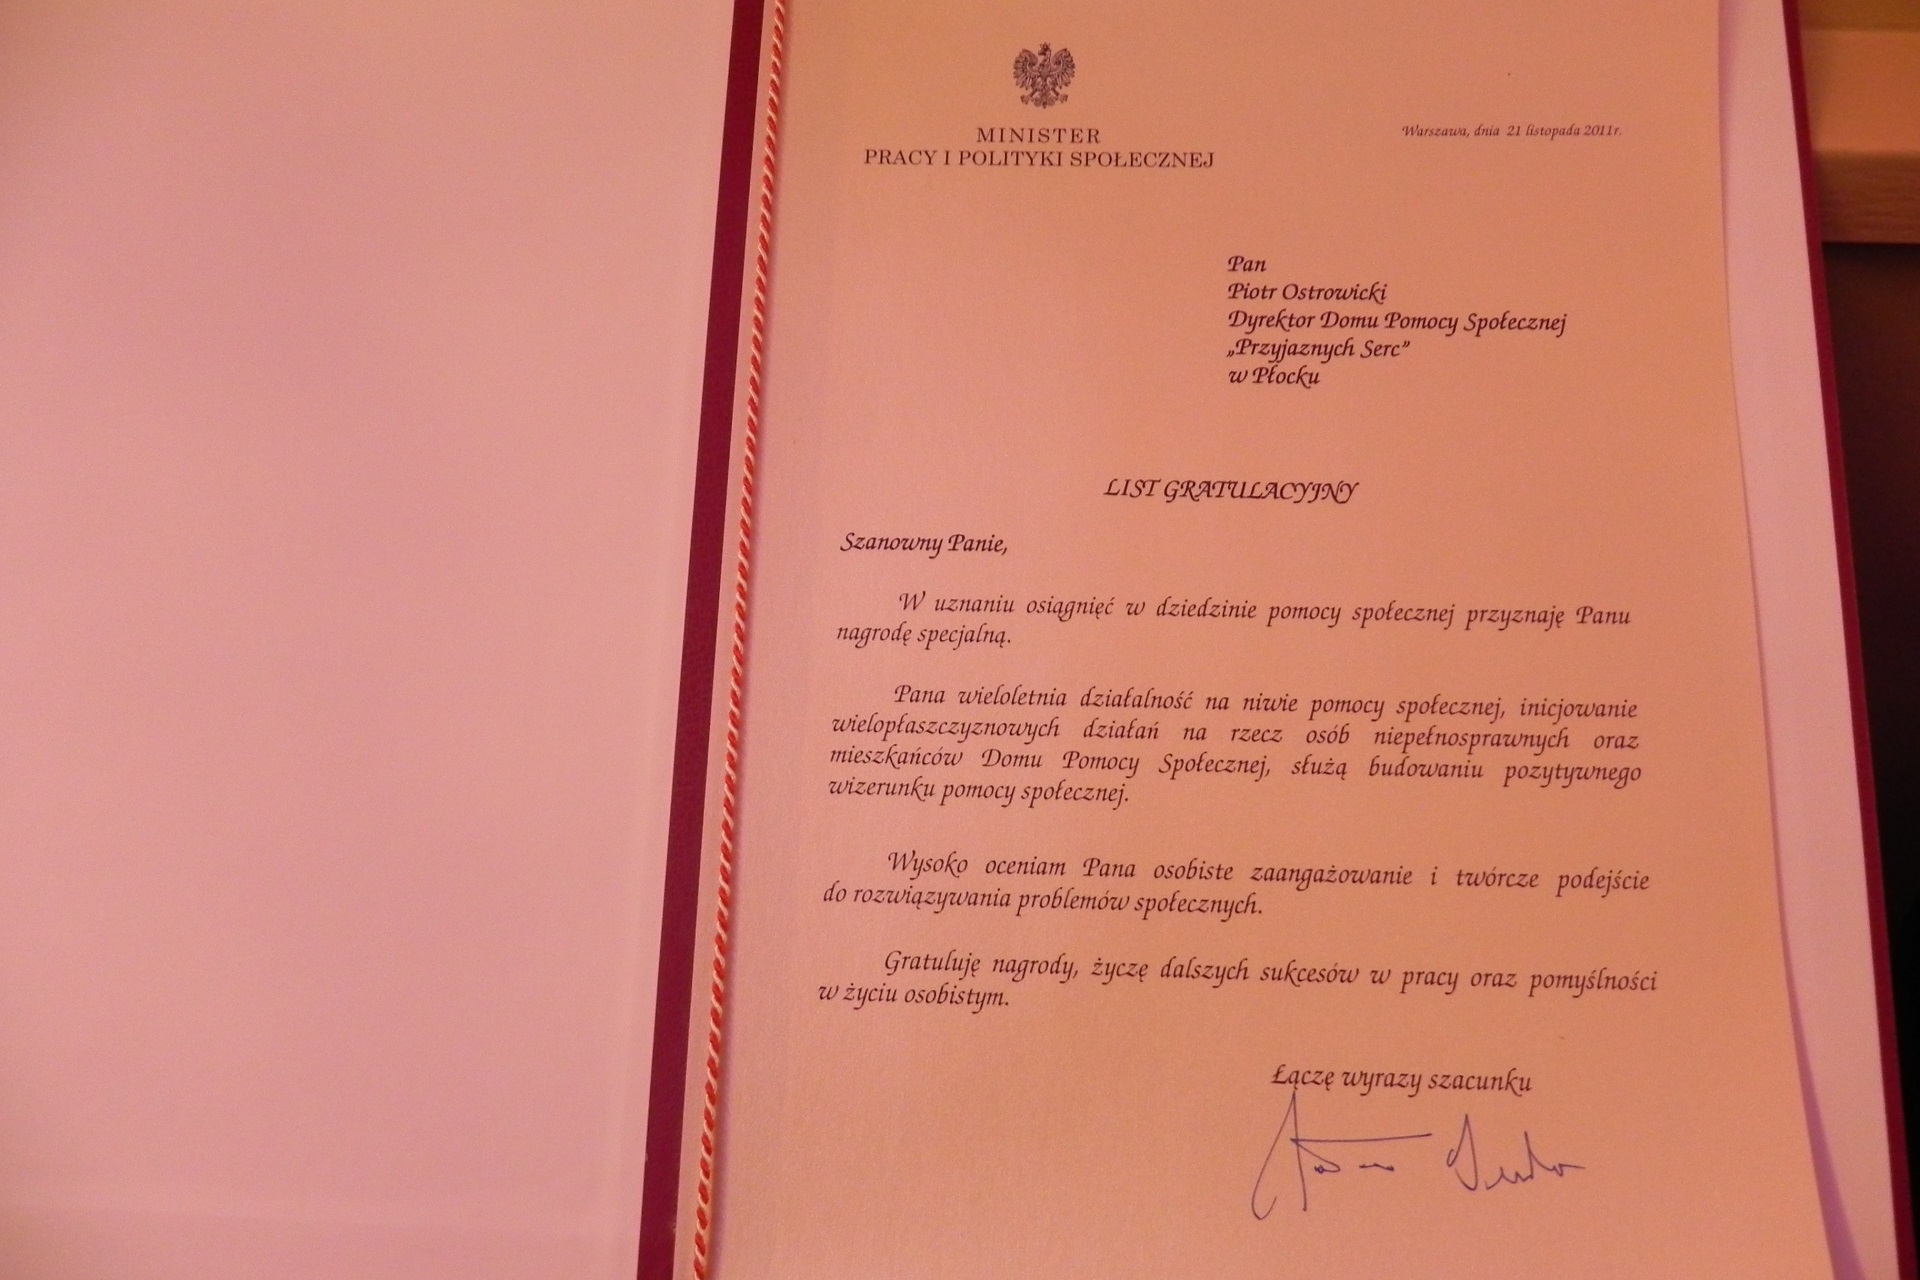 MINISTER
PRACY I POLITYKI SPOŁECZNEJ
Warszawa, dnia 21 listopada 2011r.
Pan
Piotr Ostrowicki
Dyrektor Domu Pomocy Społecznej
„Przyjaznych Serc”
w Płocku
LIST GRATULACYJNY
Szanowny Panie,
W uznaniu osiągnięć w dziedzinie pomocy społecznej przyznaję Panu
nagrodę specjalną.
Pana wieloletnia działalność na niwie pomocy społecznej, inicjowanie
wielopłaszczyznowych działań na rzecz osób niepełnosprawnych oraz
mieszkańców Domu Pomocy Społecznej, służą budowaniu pozytywnego
wizerunku pomocy społecznej.
Wysoko oceniam Pana osobiste zaangażowanie i twórcze podejście
do rozwiązywania problemów społecznych.
Gratuluję nagrody, życzę dalszych sukcesów w pracy oraz pomyślności
w życiu osobistym.
Łączę wyrazy szacunku